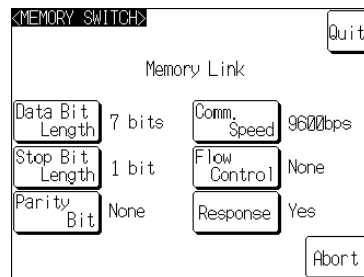 <MEMORY SWITCH>
Quit
Memory Link
Data Bit
Length
7 bits
Comm.
Speed
9600bps
Stop Bit
Length
1 bit
Flow
Control
None
Parity
Bit
None
Response
Yes
Abort